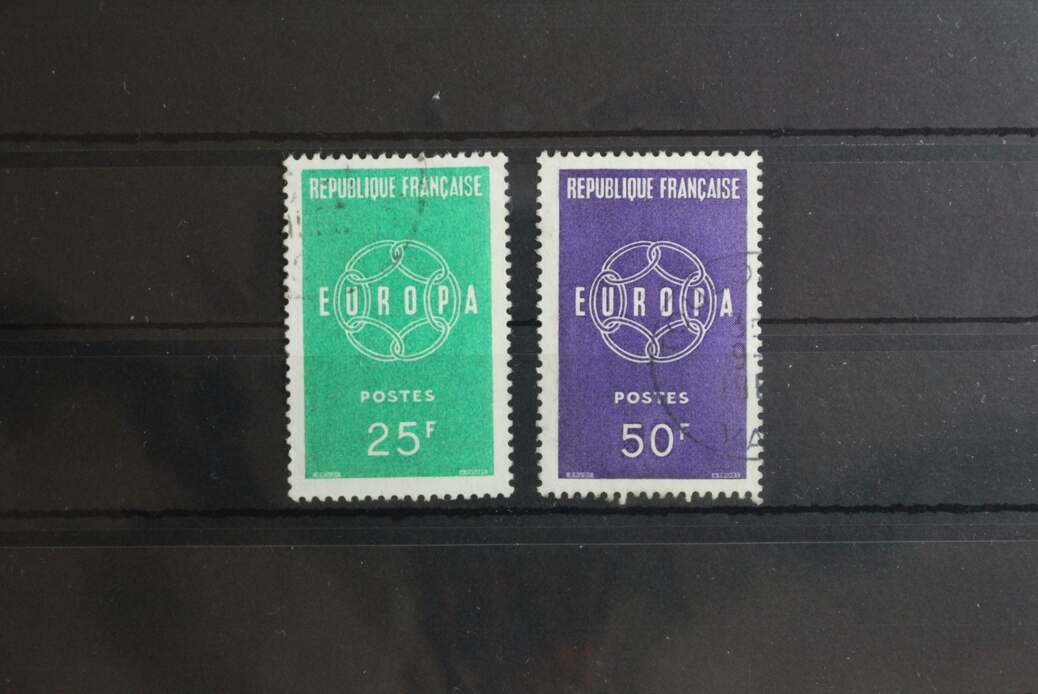 REPUBLIQUE FRANÇAISE
EUROPA
POSTES
25F
REPUBLIQUE FRANÇAISE
EUROPA
POSTES
50F